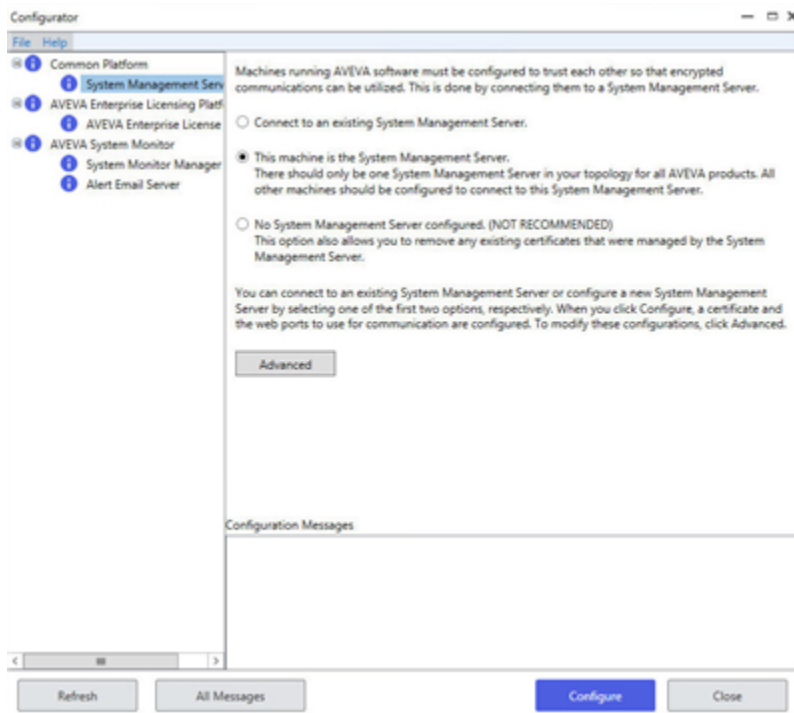 Configurator
File Help
Common Platform
System Management Serv
AVEVA Enterprise Licensing Platf
AVEVA Enterprise License
AVEVA System Monitor
System Monitor Manager
Alert Email Server
Machines running AVEVA software must be configured to trust each other so that encrypted
communications can be utilized. This is done by connecting them to a System Management Server.
Connect to an existing System Management Server.
This machine is the System Management Server.
There should only be one System Management Server in your topology for all AVEVA products. All
other machines should be configured to connect to this System Management Server.
No System Management Server configured. (NOT RECOMMENDED)
This option also allows you to remove any existing certificates that were managed by the System
Management Server.
You can connect to an existing System Management Server or configure a new System Management
Server by selecting one of the first two options, respectively. When you click Configure, a certificate and
the web ports to use for communication are configured. To modify these configurations, click Advanced.
Advanced
Configuration Messages
Refresh
All Messages
Configure
Close